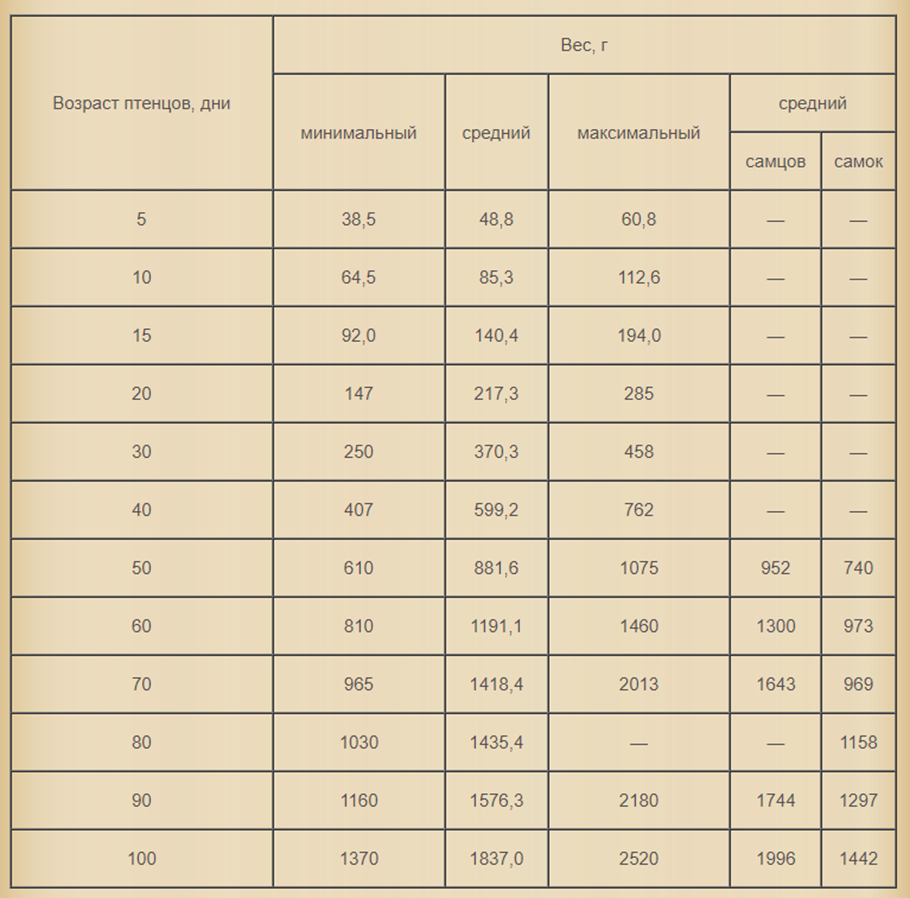 Вес, г
Возраст птенцов, дни
средний
минимальный средний максимальный
самцов самок
5 38,5 48,8 60,8 — —
10 64,5 85,3 112,6 — —
15 92,0 140,4 194,0 — —
20 147 217,3 285 — —
30 250 370,3 458 — —
40 407 599,2 762 — —
50 610 881,6 1075 952 740
60 810 1191,1 1460 1300 973
70 965 1418,4 2013 1643 969
80 1030 1435,4 — — 1158
90 1160 1576,3 2180 1744 1297
100 1370 1837,0 2520 1996 1442